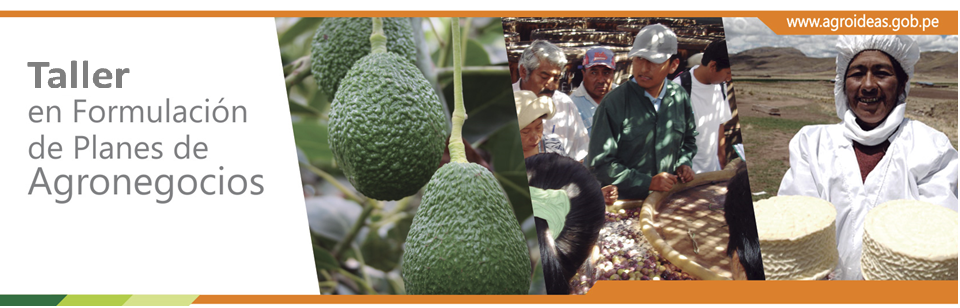 www.agroideas.gob.pe
Taller
en Formulación
de Planes de
Agronegocios